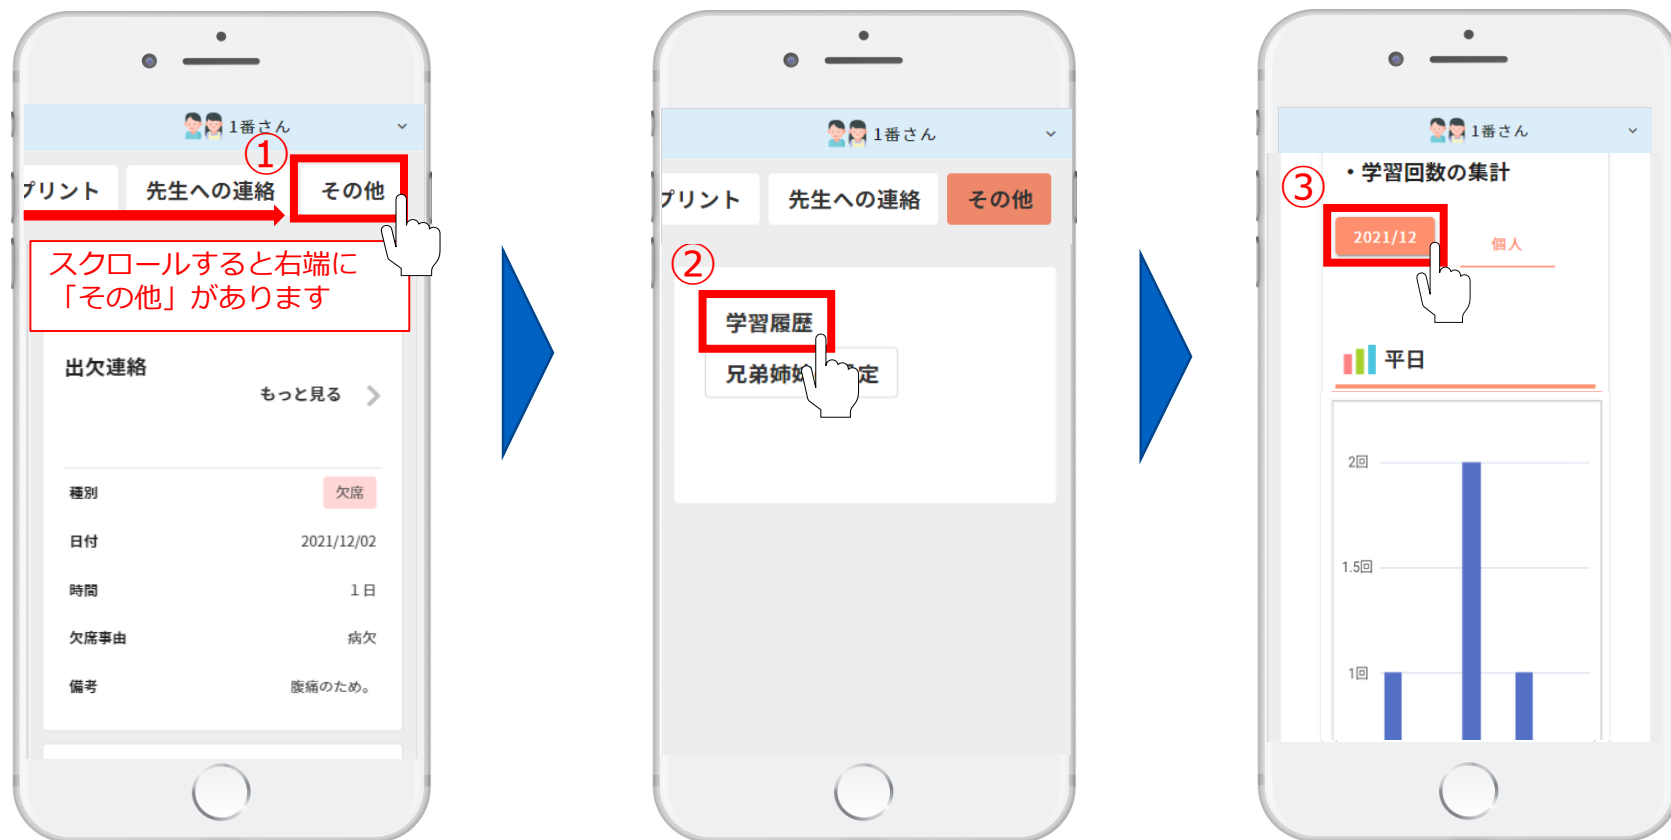 1番さん
①
プリント 先生への連絡 その他
スクロールすると右端に
「その他」があります
出欠連絡
もっと見る
種別 欠席
日付 2021/12/02
時間 1日
欠席事由 病欠
備考 腹痛のため。
1番さん
プリント 先生への連絡 その他
②
学習履歴
兄弟姉妹 定
1番さん
・学習回数の集計
③
2021/12 個人
平日
2回
1.5回
1回